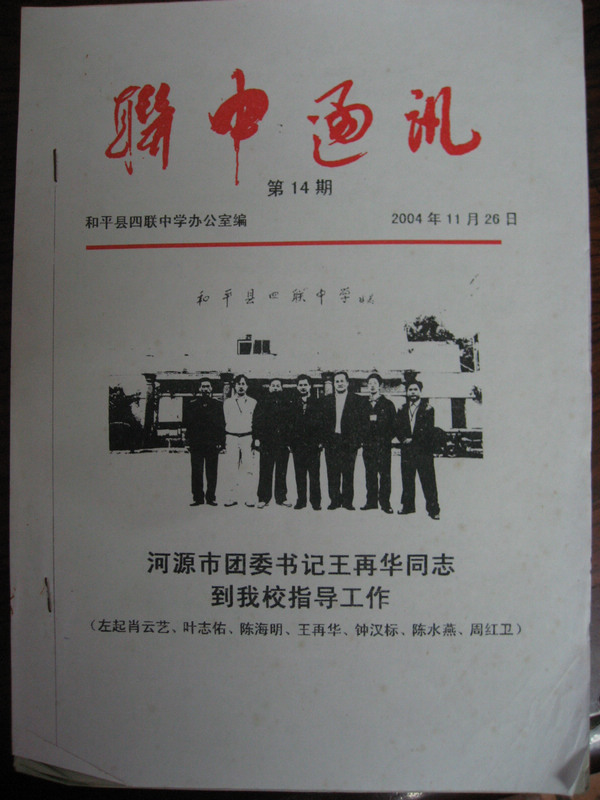 聯中通訊
第14期
和平县四联中学办公室编 2004年11月26日
和平县四联中学
河源市团委书记王再华同志
到我校指导工作
(左起肖云艺、叶志佑、陈海明、王再华、钟汉标、陈水燕、周红卫)